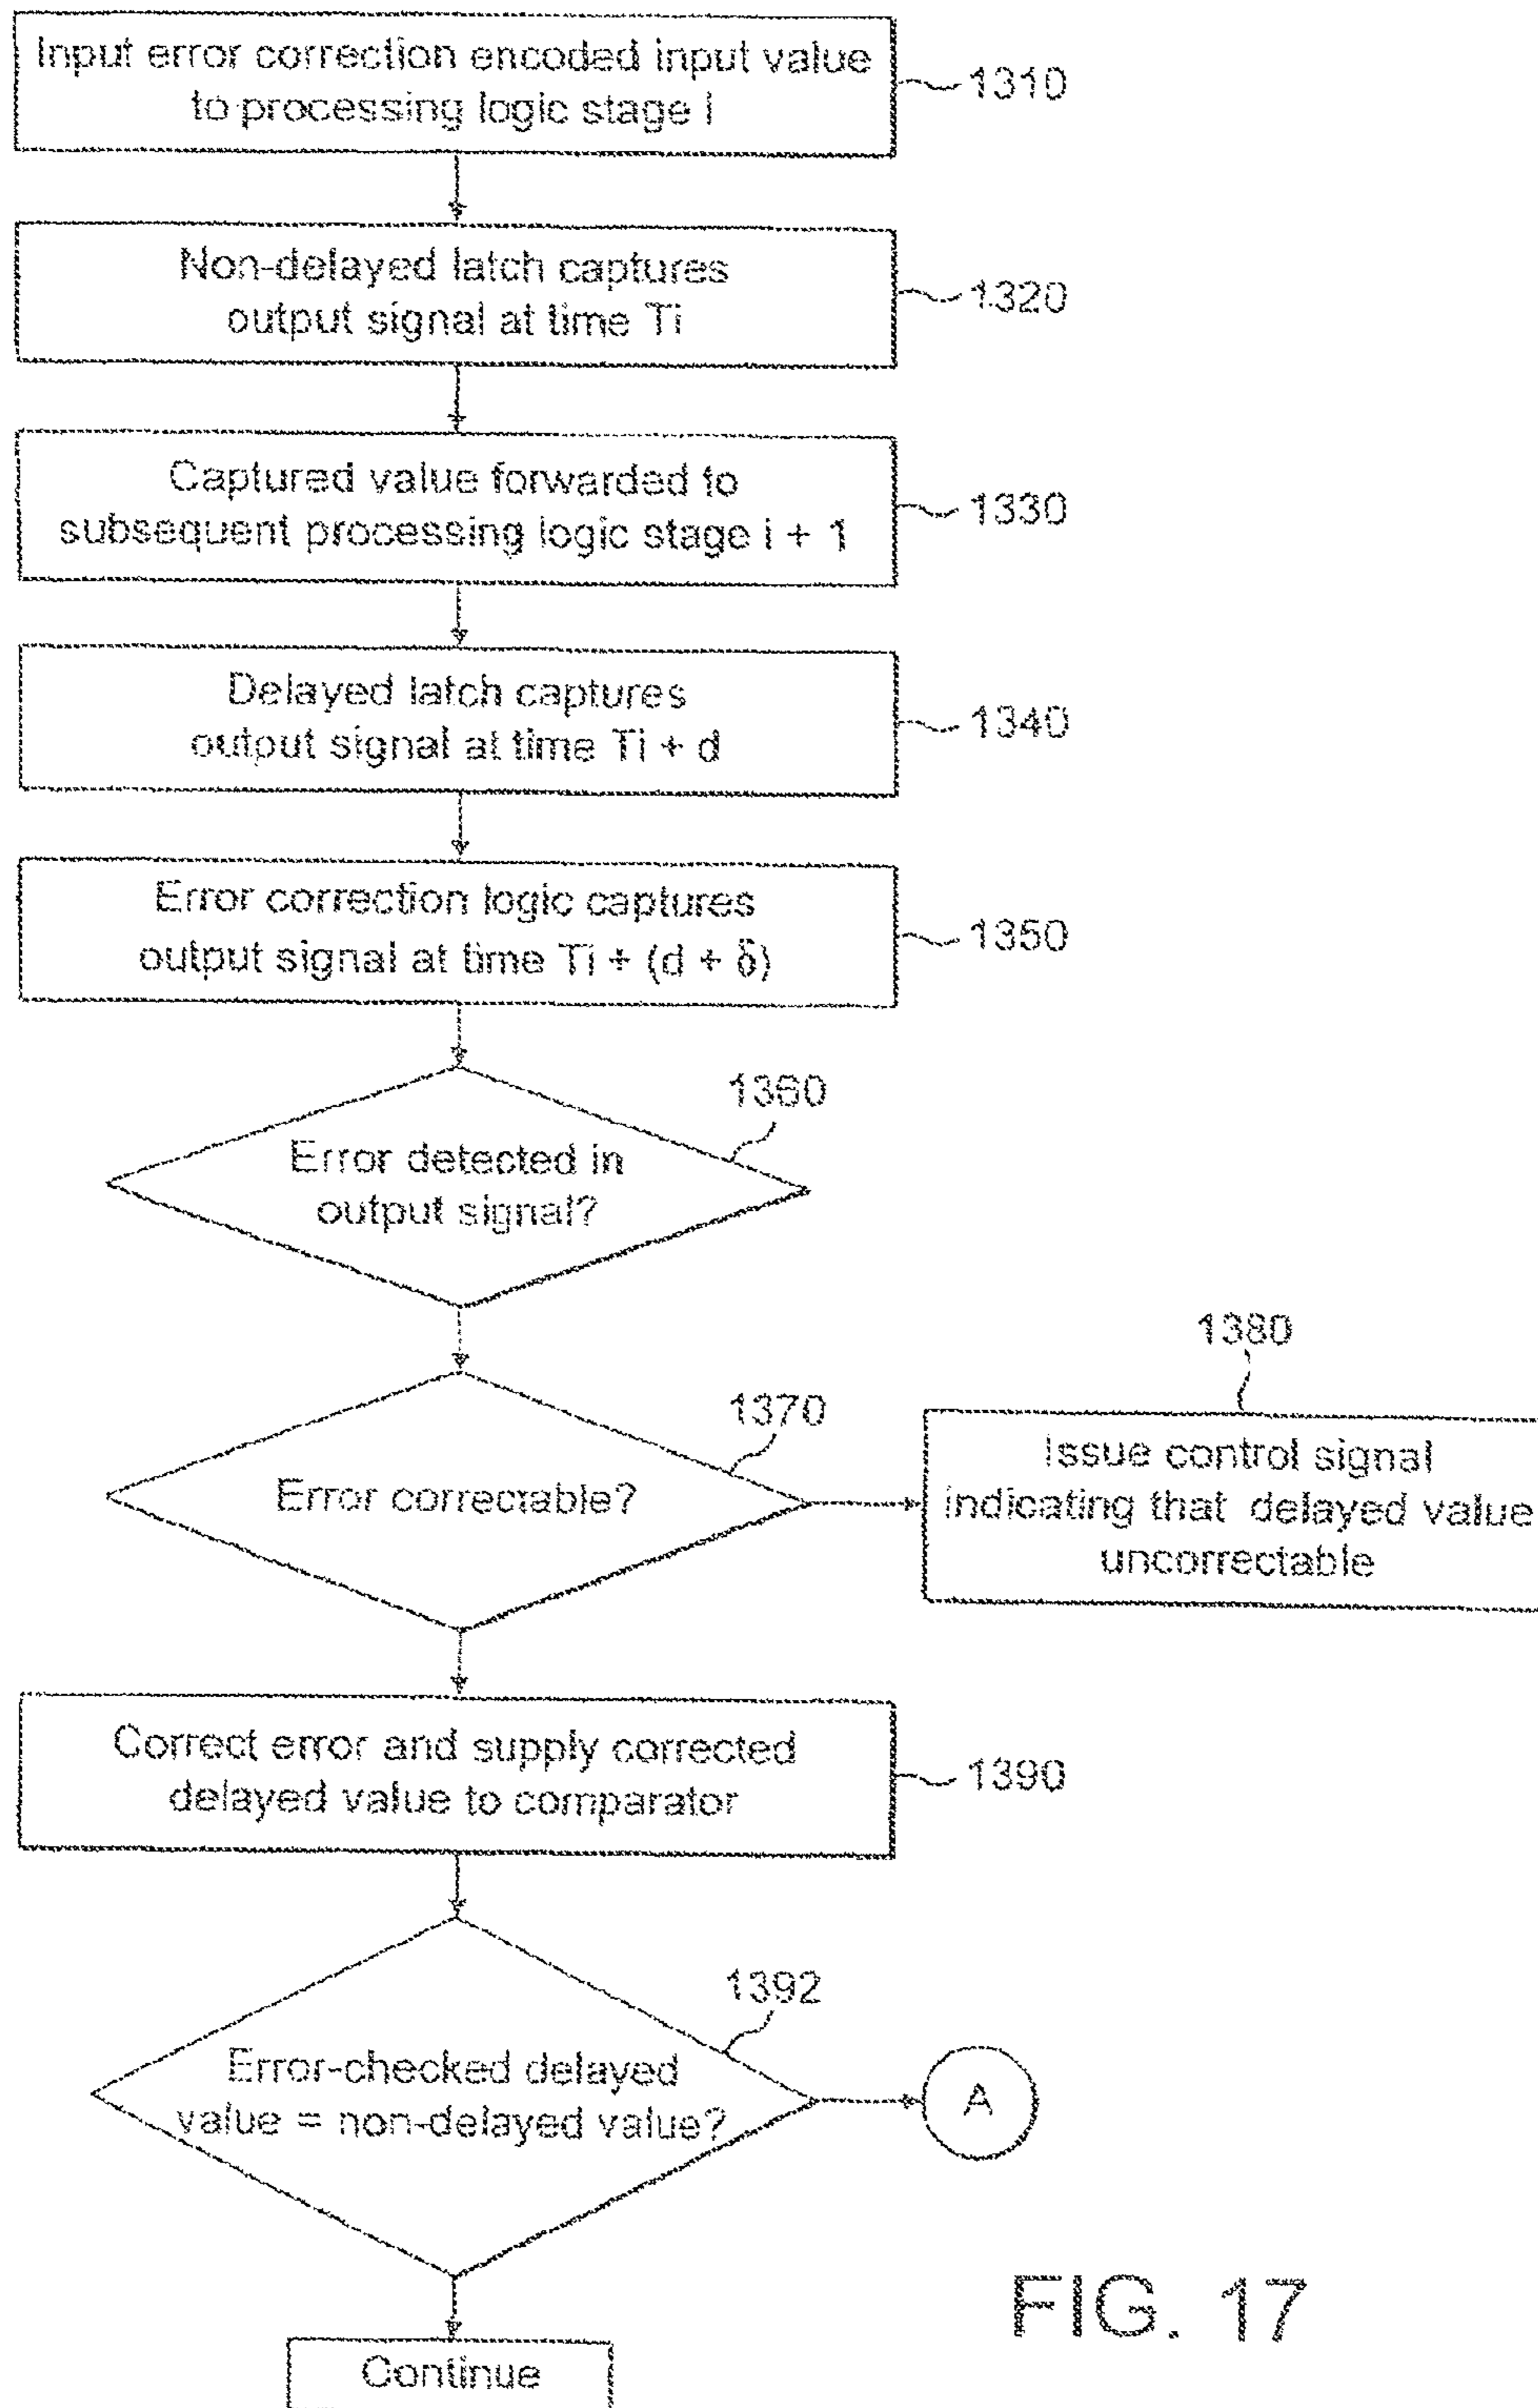 Input error correction encoded input value
to processing logic stage i
1310
Non-delayed latch captures
output signal at time Ti
1320
Captured value forwarded to
subsequent processing logic stage i + 1
1330
Delayed latch captures
output signal at time Ti + d
1340
Error correction logic captures
output signal at time Ti + (d + δ)
1350
1360
Error detected in
output signal?
1370
Error correctable?
1380
Issue control signal
indicating that delayed value
uncorrectable
Correct error and supply corrected
delayed value to comparator
1390
1392
Error-checked delayed
value = non-delayed value?
A
Continue
FIG. 17